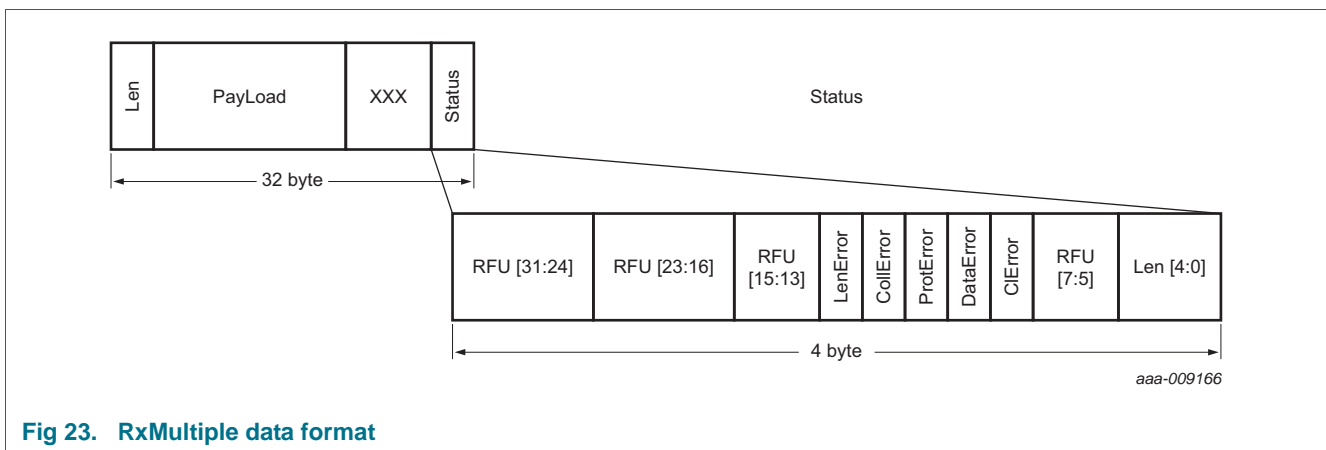 Len
PayLoad
XXX
Status
Status
32 byte
RFU [31:24]
RFU [23:16]
RFU
[15:13]
LenError
CollError
ProtError
DataError
ClError
RFU
[7:5]
Len [4:0]
4 byte
aaa-009166
Fig 23. RxMultiple data format